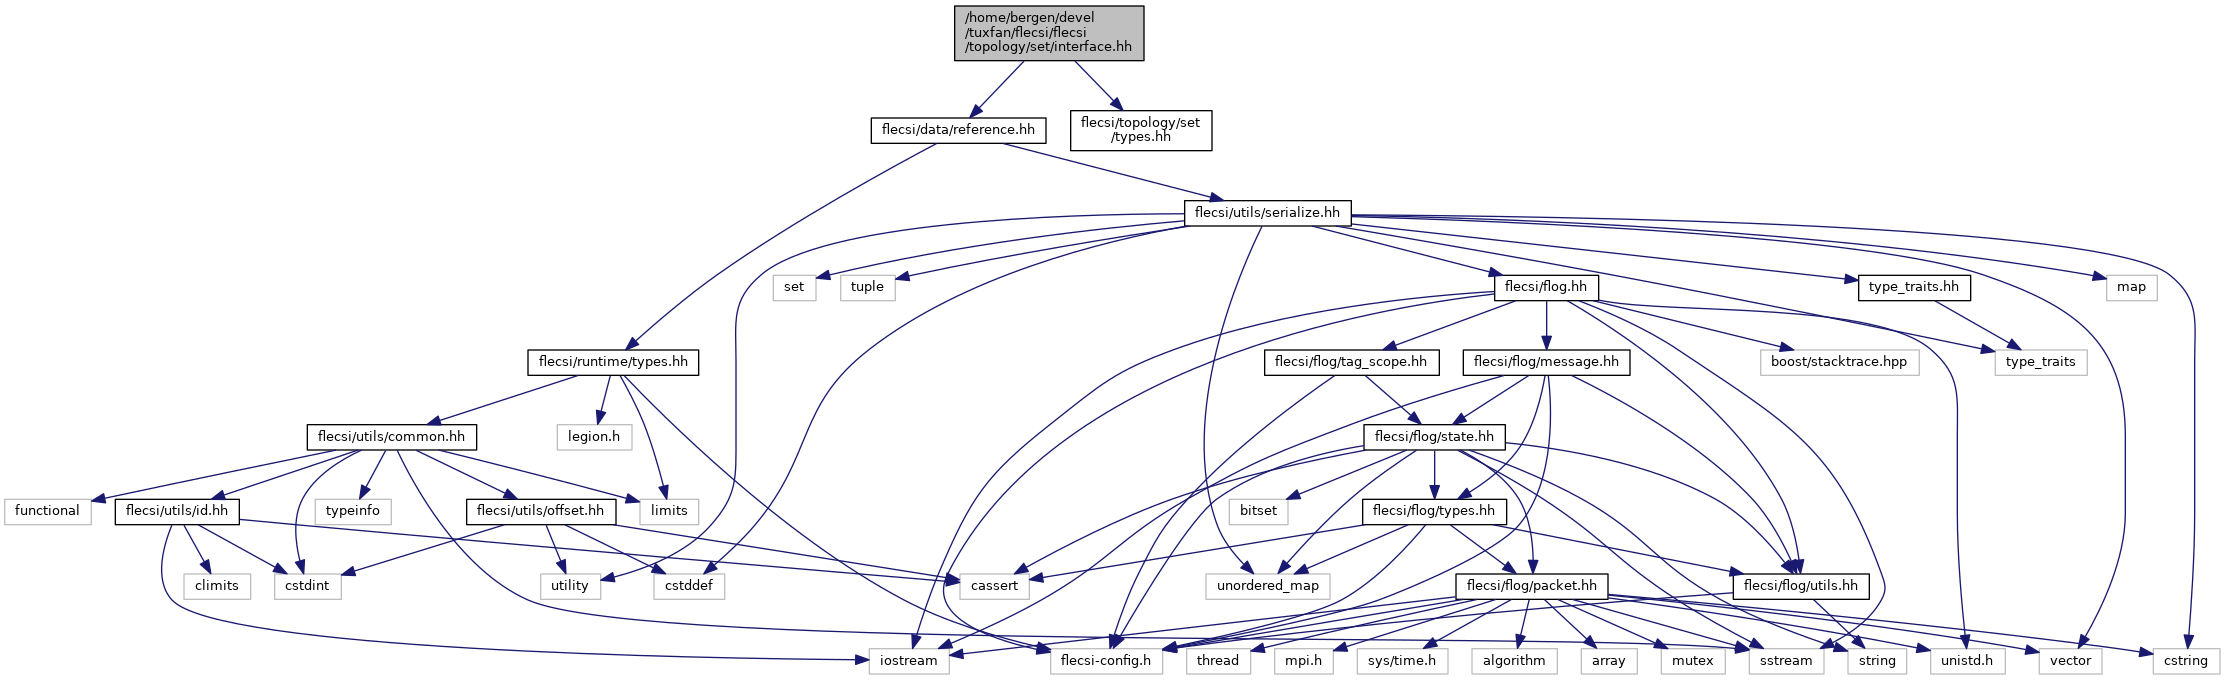 /home/bergen/devel
/tuxfan/flecsi/flecsi
/topology/set/interface.hh
flecsi/data/reference.hh
flecsi/topology/set
/types.hh
flecsi/utils/serialize.hh
set
tuple
flecsi/flog.hh
type_traits.hh
map
flecsi/runtime/types.hh
flecsi/flog/tag_scope.hh
flecsi/flog/message.hh
boost/stacktrace.hpp
type_traits
flecsi/utils/common.hh
legion.h
flecsi/flog/state.hh
functional
flecsi/utils/id.hh
typeinfo
flecsi/utils/offset.hh
limits
bitset
flecsi/flog/types.hh
climits
cstdint
utility
cstddef
cassert
unordered_map
flecsi/flog/packet.hh
flecsi/flog/utils.hh
iostream
flecsi-config.h
thread
mpi.h
sys/time.h
algorithm
array
mutex
sstream
string
unistd.h
vector
cstring